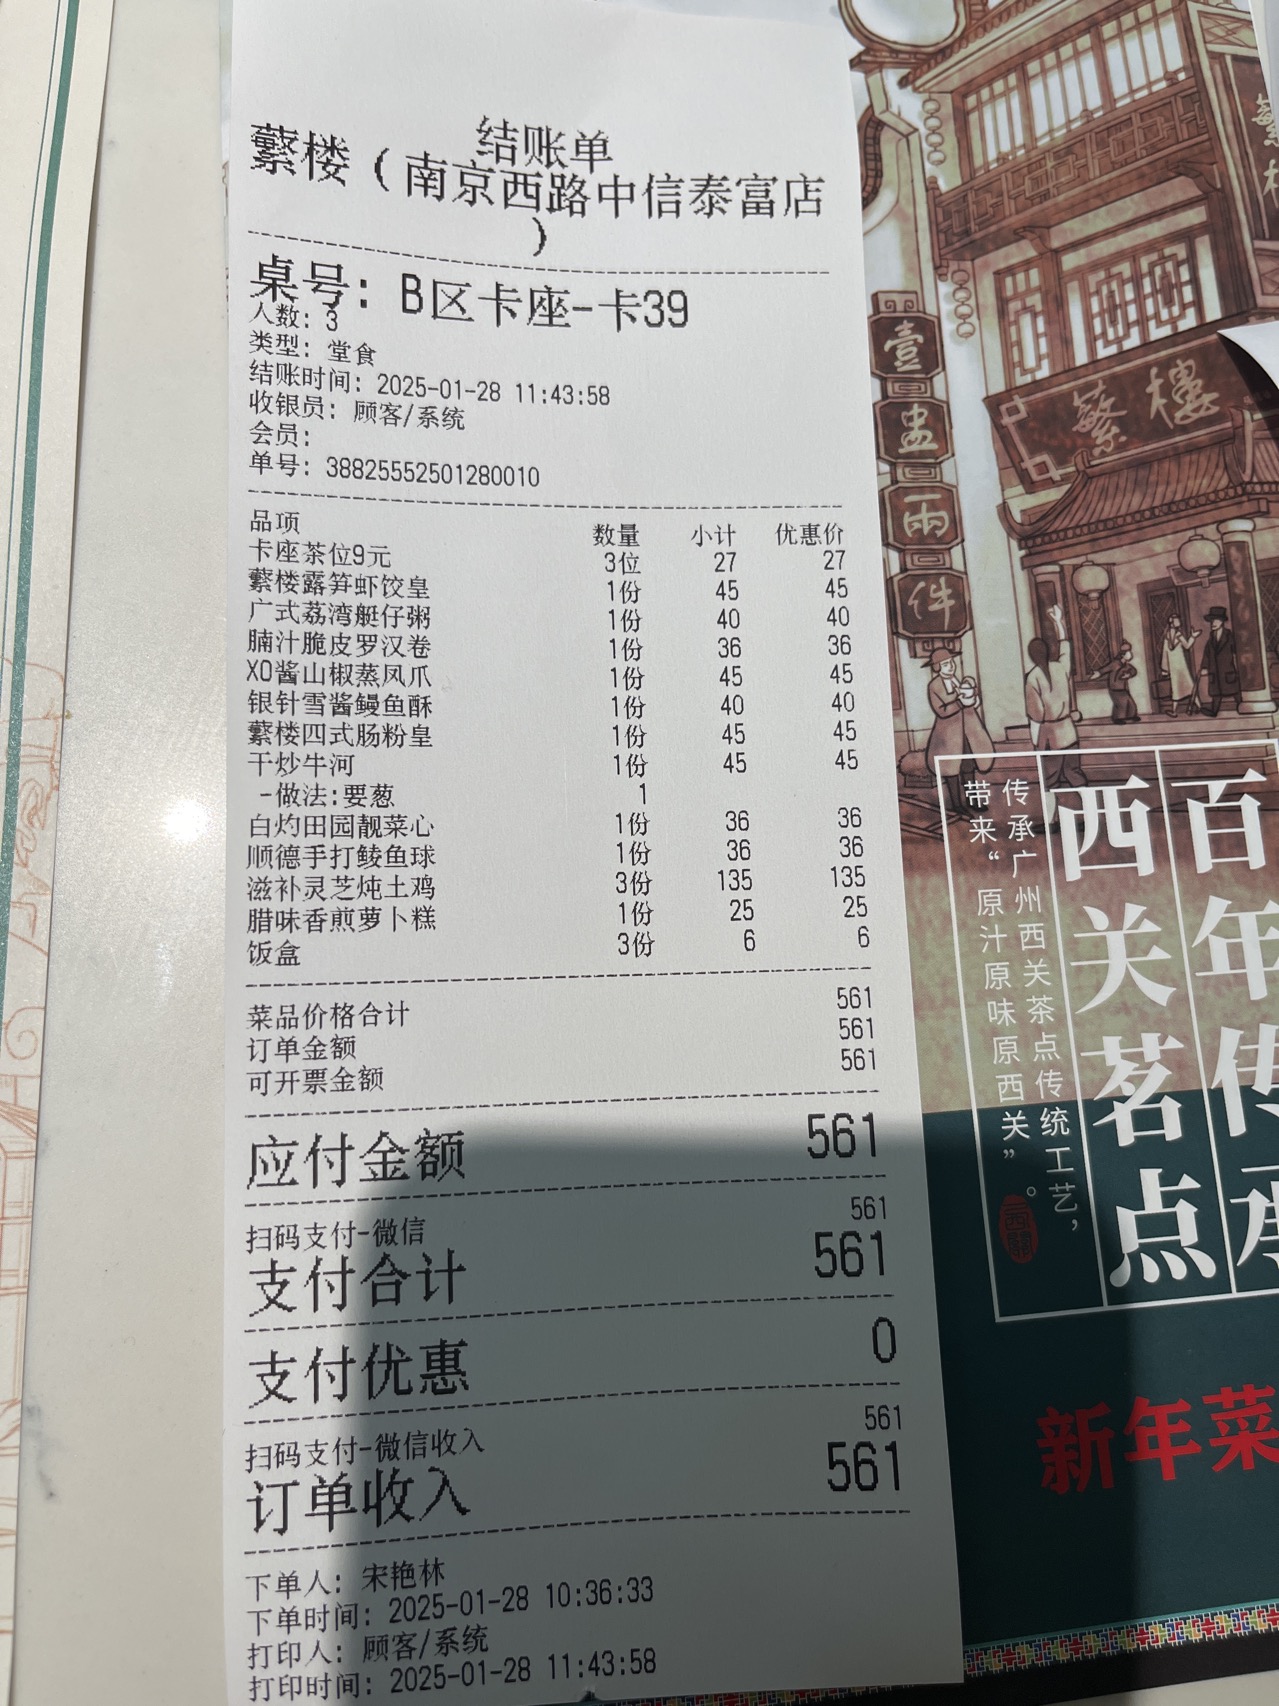 结账单
蘩楼（南京西路中信泰富店
）
桌号：B区卡座-卡39
人数：3
类型：堂食
结账时间：2025-01-28 11:43:58
收银员：顾客/系统
会员：
单号：388255552501280010
品项 数量 小计 优惠价
卡座茶位9元 3位 27 27
蘩楼露笋虾饺皇 1份 45 45
广式荔湾艇仔粥 1份 40 40
腩汁脆皮罗汉卷 1份 36 36
XO酱山椒蒸凤爪 1份 45 45
银针雪酱鳗鱼酥 1份 40 40
蘩楼四式肠粉皇 1份 45 45
干炒牛河 1份 45 45
-做法:要葱 1
白灼田园靓菜心 1份 36 36
顺德手打鲮鱼球 1份 36 36
滋补灵芝炖土鸡 3份 135 135
腊味香煎萝卜糕 1份 25 25
饭盒 3份 6 6
菜品价格合计 561
订单金额 561
可开票金额 561
应付金额 561
扫码支付-微信 561
支付合计 561
支付优惠 0
扫码支付-微信收入 561
订单收入 561
下单人：宋艳林
下单时间：2025-01-28 10:36:33
打印人：顾客/系统
打印时间：2025-01-28 11:43:58
壹盅两件
蘩樓
百年传承
西关茗点
传承广州西关茶点传统工艺，
带来“原汁原味原西关”。
新年菜